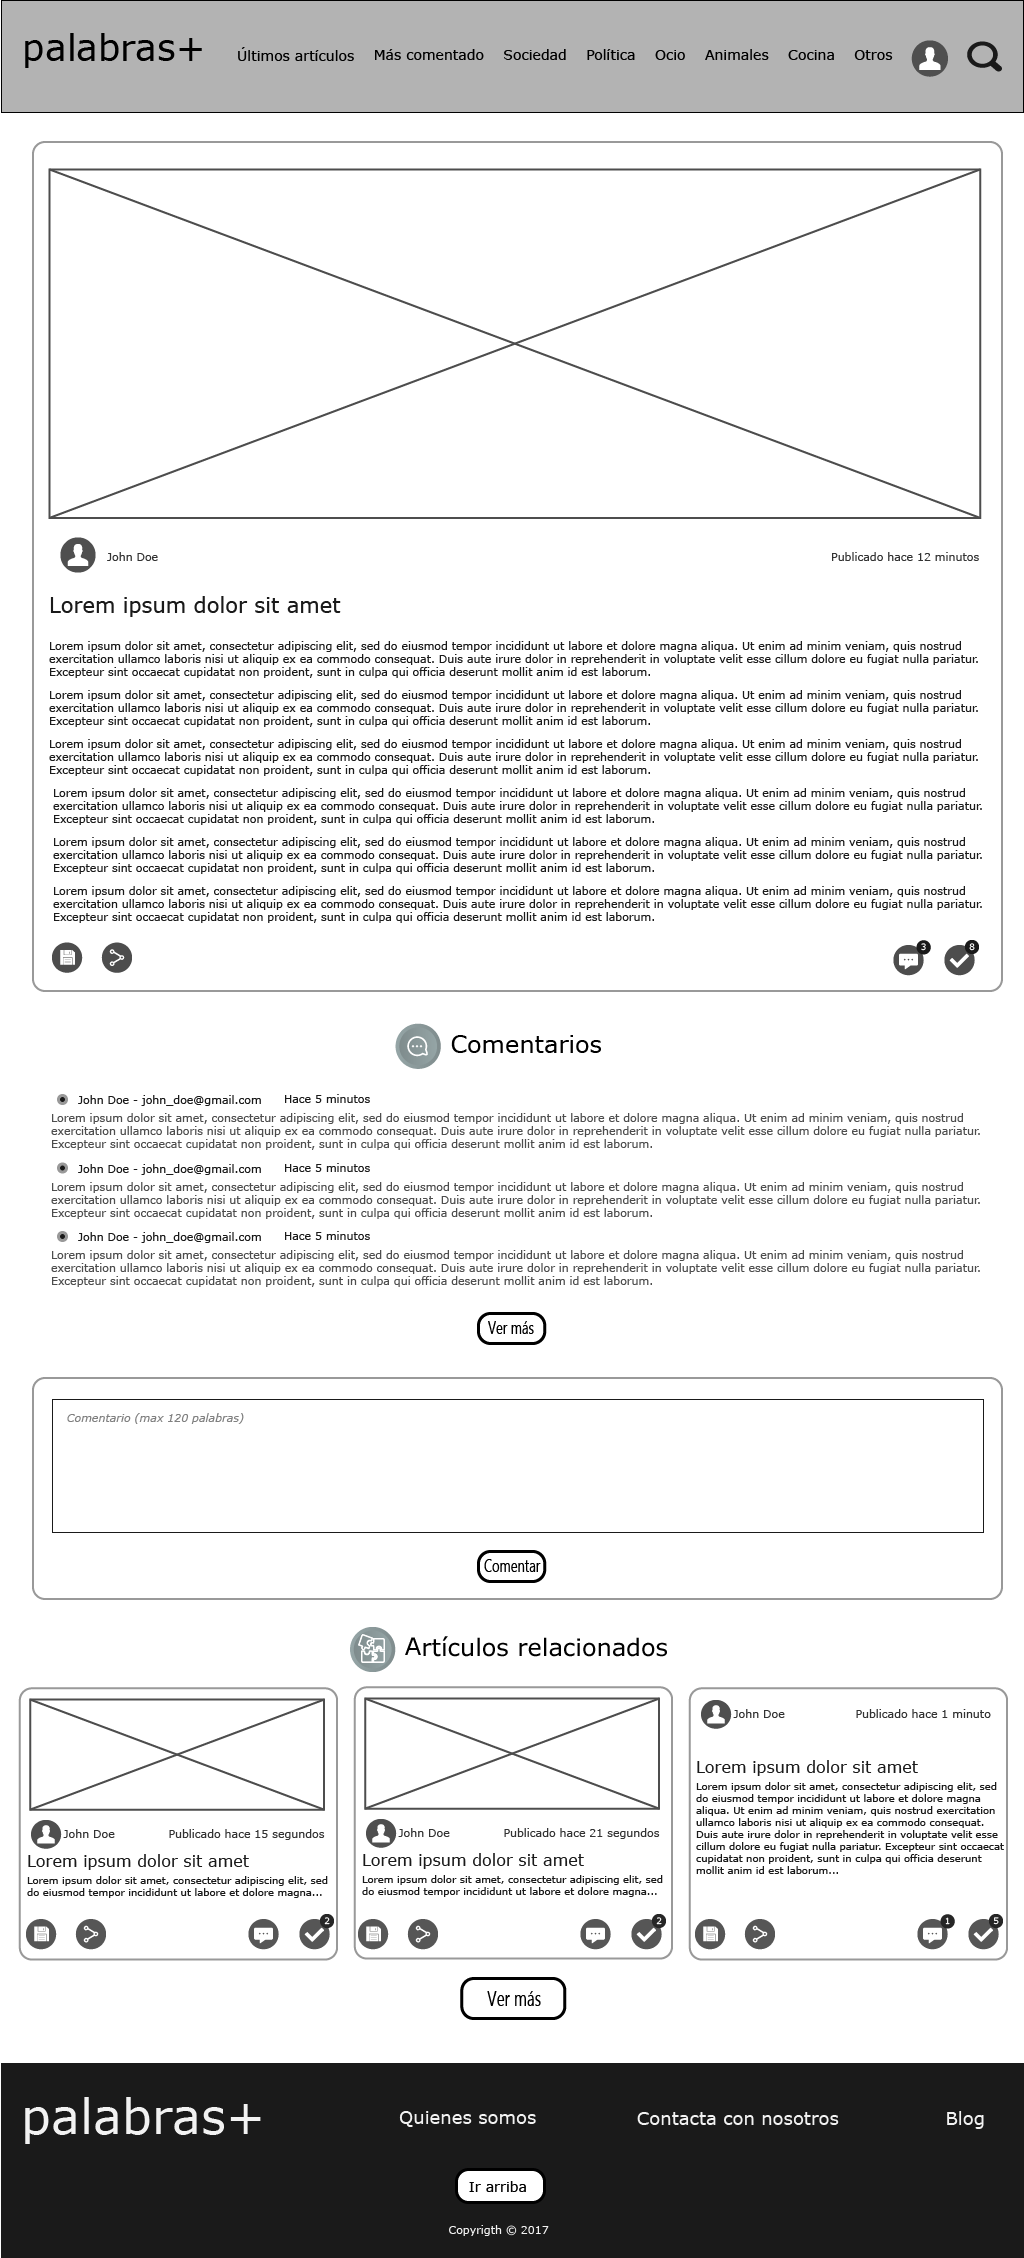 palabras+
Últimos artículos Más comentado Sociedad Política Ocio Animales Cocina Otros
John Doe Publicado hace 12 minutos
Lorem ipsum dolor sit amet
Lorem ipsum dolor sit amet, consectetur adipiscing elit, sed do eiusmod tempor incididunt ut labore et dolore magna aliqua. Ut enim ad minim veniam, quis nostrud
exercitation ullamco laboris nisi ut aliquip ex ea commodo consequat. Duis aute irure dolor in reprehenderit in voluptate velit esse cillum dolore eu fugiat nulla pariatur.
Excepteur sint occaecat cupidatat non proident, sunt in culpa qui officia deserunt mollit anim id est laborum.
Lorem ipsum dolor sit amet, consectetur adipiscing elit, sed do eiusmod tempor incididunt ut labore et dolore magna aliqua. Ut enim ad minim veniam, quis nostrud
exercitation ullamco laboris nisi ut aliquip ex ea commodo consequat. Duis aute irure dolor in reprehenderit in voluptate velit esse cillum dolore eu fugiat nulla pariatur.
Excepteur sint occaecat cupidatat non proident, sunt in culpa qui officia deserunt mollit anim id est laborum.
Lorem ipsum dolor sit amet, consectetur adipiscing elit, sed do eiusmod tempor incididunt ut labore et dolore magna aliqua. Ut enim ad minim veniam, quis nostrud
exercitation ullamco laboris nisi ut aliquip ex ea commodo consequat. Duis aute irure dolor in reprehenderit in voluptate velit esse cillum dolore eu fugiat nulla pariatur.
Excepteur sint occaecat cupidatat non proident, sunt in culpa qui officia deserunt mollit anim id est laborum.
Lorem ipsum dolor sit amet, consectetur adipiscing elit, sed do eiusmod tempor incididunt ut labore et dolore magna aliqua. Ut enim ad minim veniam, quis nostrud
exercitation ullamco laboris nisi ut aliquip ex ea commodo consequat. Duis aute irure dolor in reprehenderit in voluptate velit esse cillum dolore eu fugiat nulla pariatur.
Excepteur sint occaecat cupidatat non proident, sunt in culpa qui officia deserunt mollit anim id est laborum.
Lorem ipsum dolor sit amet, consectetur adipiscing elit, sed do eiusmod tempor incididunt ut labore et dolore magna aliqua. Ut enim ad minim veniam, quis nostrud
exercitation ullamco laboris nisi ut aliquip ex ea commodo consequat. Duis aute irure dolor in reprehenderit in voluptate velit esse cillum dolore eu fugiat nulla pariatur.
Excepteur sint occaecat cupidatat non proident, sunt in culpa qui officia deserunt mollit anim id est laborum.
Lorem ipsum dolor sit amet, consectetur adipiscing elit, sed do eiusmod tempor incididunt ut labore et dolore magna aliqua. Ut enim ad minim veniam, quis nostrud
exercitation ullamco laboris nisi ut aliquip ex ea commodo consequat. Duis aute irure dolor in reprehenderit in voluptate velit esse cillum dolore eu fugiat nulla pariatur.
Excepteur sint occaecat cupidatat non proident, sunt in culpa qui officia deserunt mollit anim id est laborum.
3 8
Comentarios
John Doe - john_doe@gmail.com Hace 5 minutos
Lorem ipsum dolor sit amet, consectetur adipiscing elit, sed do eiusmod tempor incididunt ut labore et dolore magna aliqua. Ut enim ad minim veniam, quis nostrud
exercitation ullamco laboris nisi ut aliquip ex ea commodo consequat. Duis aute irure dolor in reprehenderit in voluptate velit esse cillum dolore eu fugiat nulla pariatur.
Excepteur sint occaecat cupidatat non proident, sunt in culpa qui officia deserunt mollit anim id est laborum.
John Doe - john_doe@gmail.com Hace 5 minutos
Lorem ipsum dolor sit amet, consectetur adipiscing elit, sed do eiusmod tempor incididunt ut labore et dolore magna aliqua. Ut enim ad minim veniam, quis nostrud
exercitation ullamco laboris nisi ut aliquip ex ea commodo consequat. Duis aute irure dolor in reprehenderit in voluptate velit esse cillum dolore eu fugiat nulla pariatur.
Excepteur sint occaecat cupidatat non proident, sunt in culpa qui officia deserunt mollit anim id est laborum.
John Doe - john_doe@gmail.com Hace 5 minutos
Lorem ipsum dolor sit amet, consectetur adipiscing elit, sed do eiusmod tempor incididunt ut labore et dolore magna aliqua. Ut enim ad minim veniam, quis nostrud
exercitation ullamco laboris nisi ut aliquip ex ea commodo consequat. Duis aute irure dolor in reprehenderit in voluptate velit esse cillum dolore eu fugiat nulla pariatur.
Excepteur sint occaecat cupidatat non proident, sunt in culpa qui officia deserunt mollit anim id est laborum.
Ver más
Comentario (max 120 palabras)
Comentar
Artículos relacionados
John Doe Publicado hace 15 segundos
Lorem ipsum dolor sit amet
Lorem ipsum dolor sit amet, consectetur adipiscing elit, sed
do eiusmod tempor incididunt ut labore et dolore magna...
2
John Doe Publicado hace 21 segundos
Lorem ipsum dolor sit amet
Lorem ipsum dolor sit amet, consectetur adipiscing elit, sed
do eiusmod tempor incididunt ut labore et dolore magna...
2
John Doe Publicado hace 1 minuto
Lorem ipsum dolor sit amet
Lorem ipsum dolor sit amet, consectetur adipiscing elit, sed
do eiusmod tempor incididunt ut labore et dolore magna
aliqua. Ut enim ad minim veniam, quis nostrud exercitation
ullamco laboris nisi ut aliquip ex ea commodo consequat.
Duis aute irure dolor in reprehenderit in voluptate velit esse
cillum dolore eu fugiat nulla pariatur. Excepteur sint occaecat
cupidatat non proident, sunt in culpa qui officia deserunt
mollit anim id est laborum...
1 5
Ver más
palabras+
Quienes somos Contacta con nosotros Blog
Ir arriba
Copyrigth © 2017